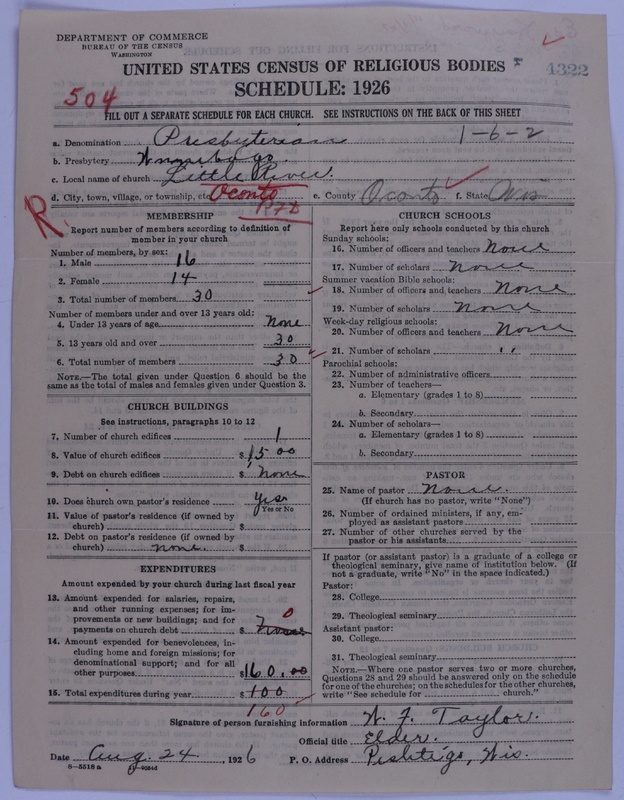 DEPARTMENT OF COMMERCE
BUREAU OF THE CENSUS
WASHINGTON
UNITED STATES CENSUS OF RELIGIOUS BODIES
4322
SCHEDULE: 1926
504
FILL OUT A SEPARATE SCHEDULE FOR EACH CHURCH. SEE INSTRUCTIONS ON THE BACK OF THIS SHEET
a. Denomination Presbyterian 1-6-2
b. Presbytery Winnebago.
c. Local name of church Little River
d. City, town, village, or township, etc. Oconto e. County Oconto f. State Wis
R
RFD
MEMBERSHIP
Report number of members according to definition of
member in your church
Number of members, by sex:
1. Male 16
2. Female 14
3. Total number of members 30
Number of members under and over 13 years old:
4. Under 13 years of age None
5. 13 years old and over 30
6. Total number of members 30
NOTE.—The total given under Question 6 should be the
same as the total of males and females given under Question 3.
CHURCH BUILDINGS
See instructions, paragraphs 10 to 12
7. Number of church edifices 1
8. Value of church edifices $ 1,500
9. Debt on church edifices $ None
10. Does church own pastor's residence Yes
Yes or No
11. Value of pastor's residence (if owned by
church) $
12. Debt on pastor's residence (if owned by
church) none. $
EXPENDITURES
Amount expended by your church during last fiscal year
13. Amount expended for salaries, repairs,
and other running expenses; for im-
provements or new buildings; and for
payments on church debt $ None 0
14. Amount expended for benevolences, in-
cluding home and foreign missions; for
denominational support; and for all
other purposes $ 160.00
15. Total expenditures during year $ 100
160
CHURCH SCHOOLS
Report here only schools conducted by this church
Sunday schools:
16. Number of officers and teachers None
17. Number of scholars None
Summer vacation Bible schools:
18. Number of officers and teachers None
19. Number of scholars None
Week-day religious schools:
20. Number of officers and teachers None
21. Number of scholars " "
Parochial schools:
22. Number of administrative officers
23. Number of teachers—
a. Elementary (grades 1 to 8)
b. Secondary
24. Number of scholars—
a. Elementary (grades 1 to 8)
b. Secondary
PASTOR
25. Name of pastor None.
(If church has no pastor, write "None")
26. Number of ordained ministers, if any, em-
ployed as assistant pastors
27. Number of other churches served by the
pastor or his assistants
If pastor (or assistant pastor) is a graduate of a college or
theological seminary, give name of institution below. (If
not a graduate, write "No" in the space indicated.)
Pastor:
28. College
29. Theological seminary
Assistant pastor:
30. College
31. Theological seminary
NOTE.—Where one pastor serves two or more churches,
Questions 28 and 29 should be answered only on the schedule
for one of the churches; on the schedules for the other churches,
write "See schedule for church."
Signature of person furnishing information W. F. Taylor.
Official title Elder.
Date Aug. 24, 1926 P. O. Address Peshtigo, Wis.
8—5518 a